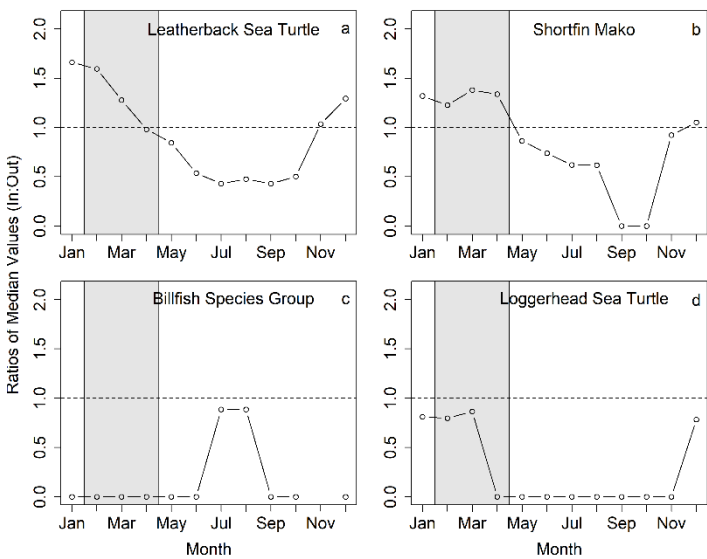 Leatherback Sea Turtle a
2.0
1.5
1.0
0.5
0.0
Jan Mar May Jul Sep Nov
Shortfin Mako b
2.0
1.5
1.0
0.5
0.0
Jan Mar May Jul Sep Nov
Billfish Species Group c
2.0
1.5
1.0
0.5
0.0
Jan Mar May Jul Sep Nov
Month
Loggerhead Sea Turtle d
2.0
1.5
1.0
0.5
0.0
Jan Mar May Jul Sep Nov
Month
Ratios of Median Values (In:Out)